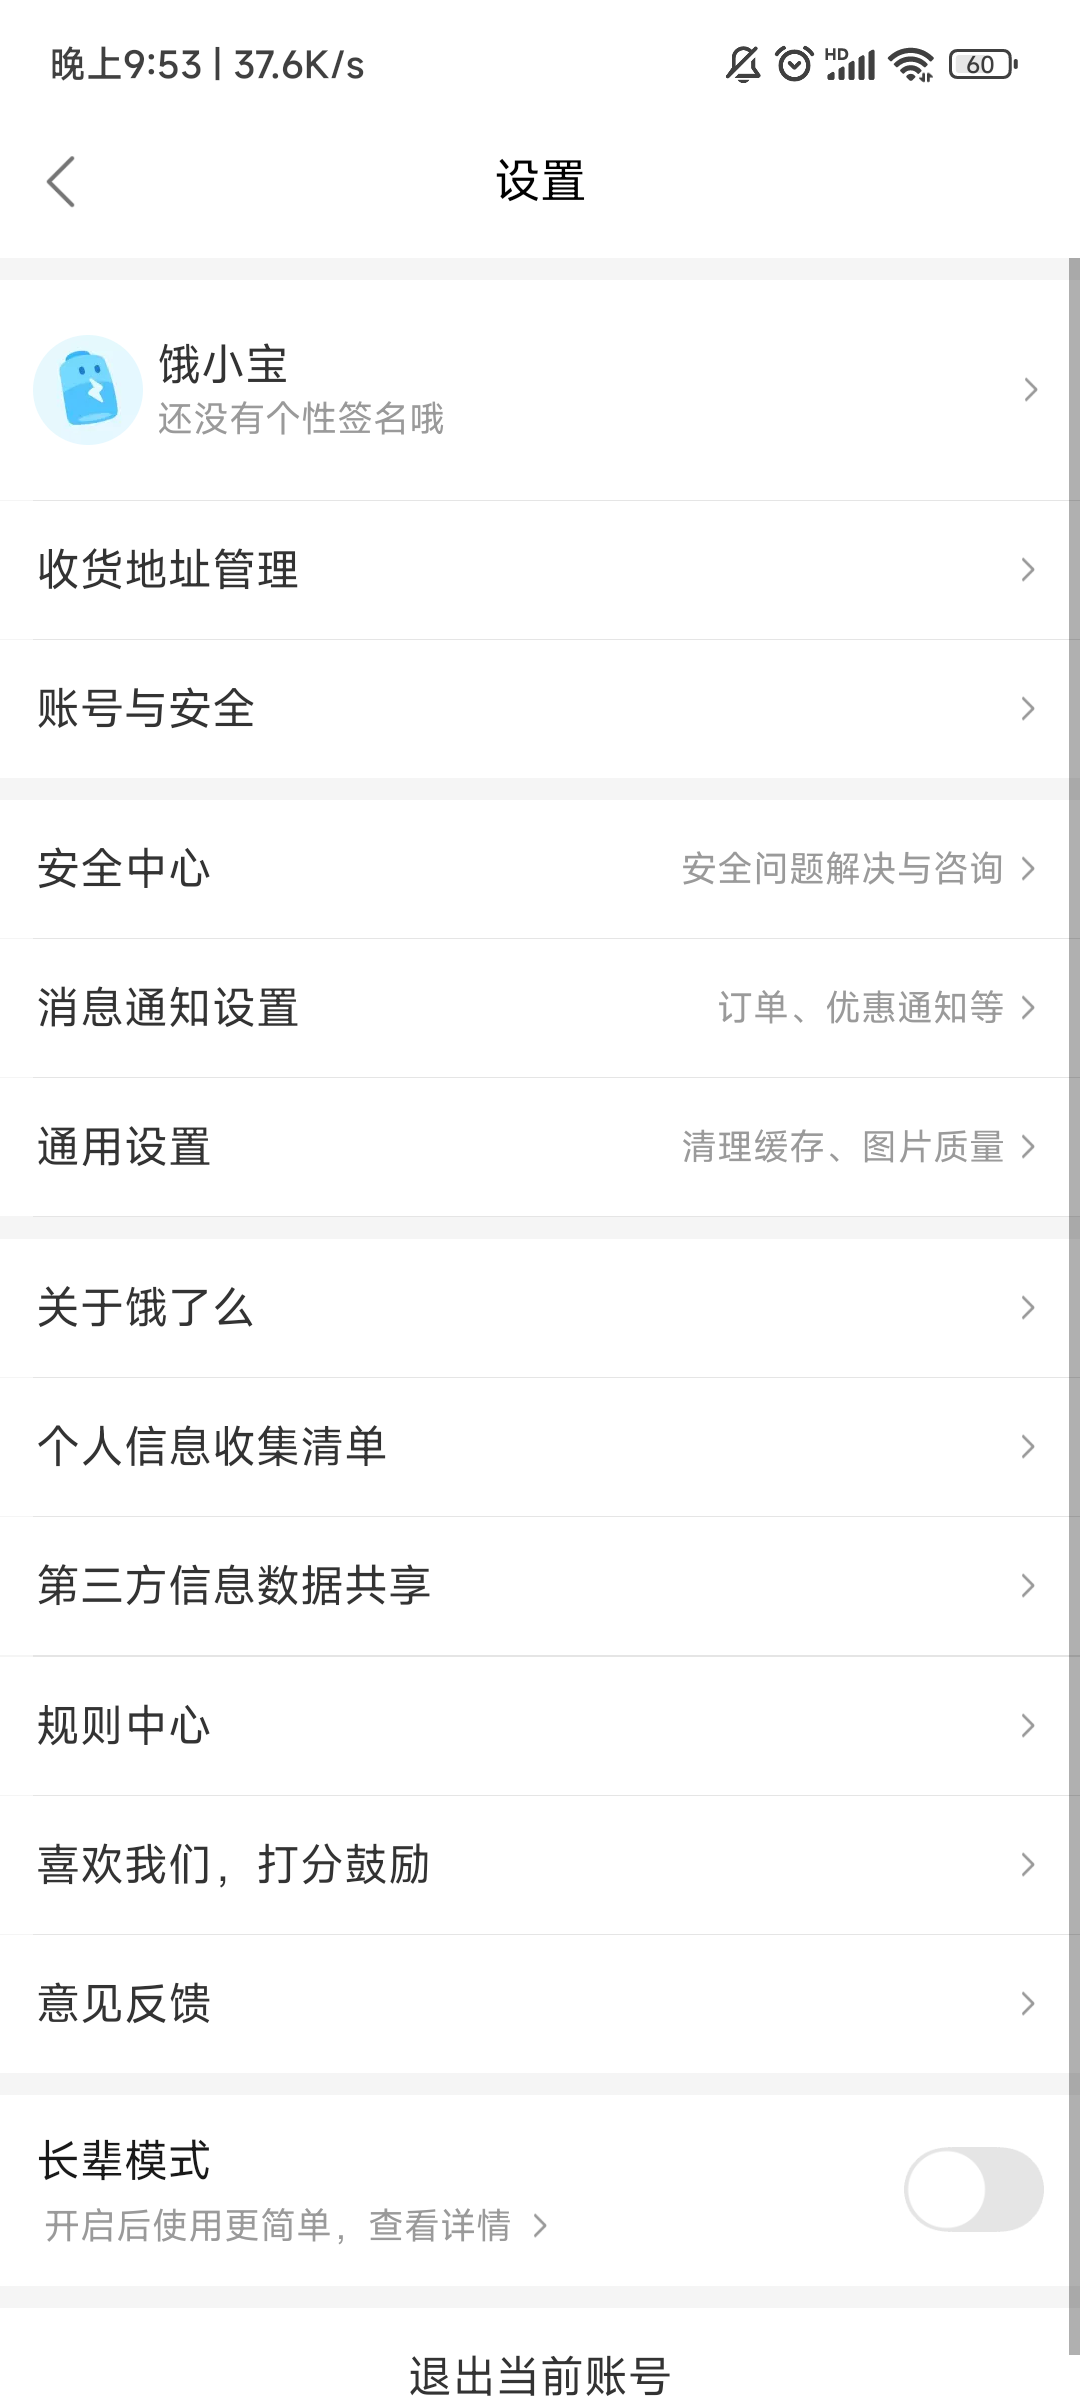 晚上9:53 | 37.6K/s
HD
60
设置
饿小宝
还没有个性签名哦
收货地址管理
账号与安全
安全中心 安全问题解决与咨询
消息通知设置 订单、优惠通知等
通用设置 清理缓存、图片质量
关于饿了么
个人信息收集清单
第三方信息数据共享
规则中心
喜欢我们，打分鼓励
意见反馈
长辈模式
开启后使用更简单，查看详情
退出当前账号